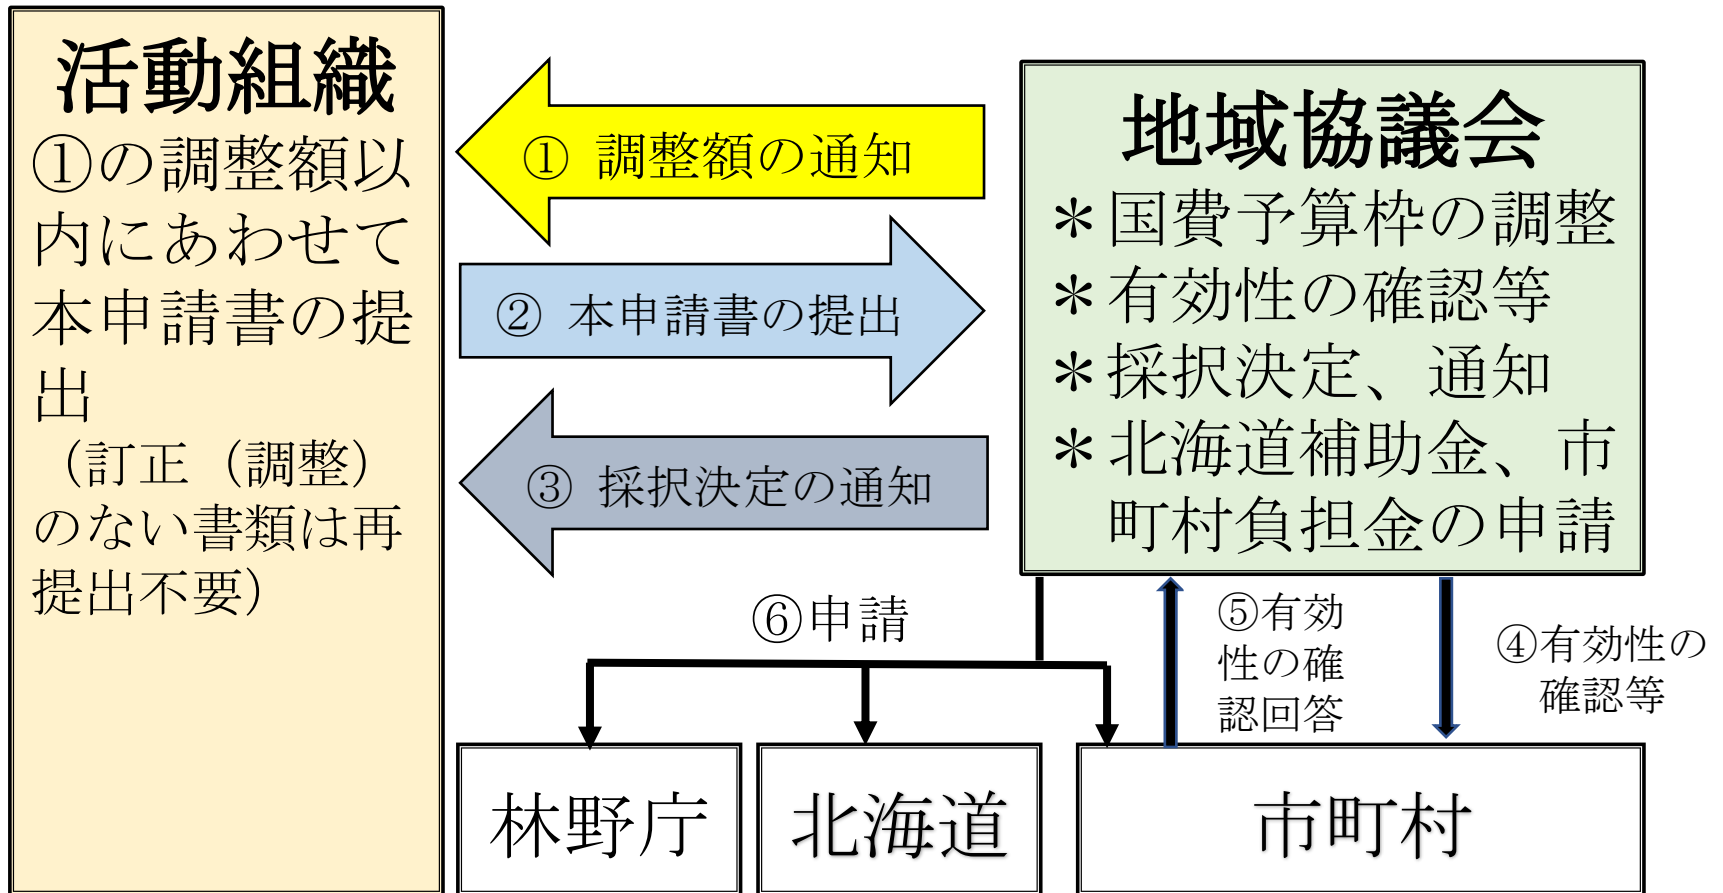 活動組織
①の調整額以
内にあわせて
本申請書の提
出
（訂正（調整）
のない書類は再
提出不要）
① 調整額の通知
② 本申請書の提出
③ 採択決定の通知
地域協議会
＊国費予算枠の調整
＊有効性の確認等
＊採択決定、通知
＊北海道補助金、市
町村負担金の申請
⑥申請
⑤有効
性の確
認回答
④有効性の
確認等
林野庁
北海道
市町村